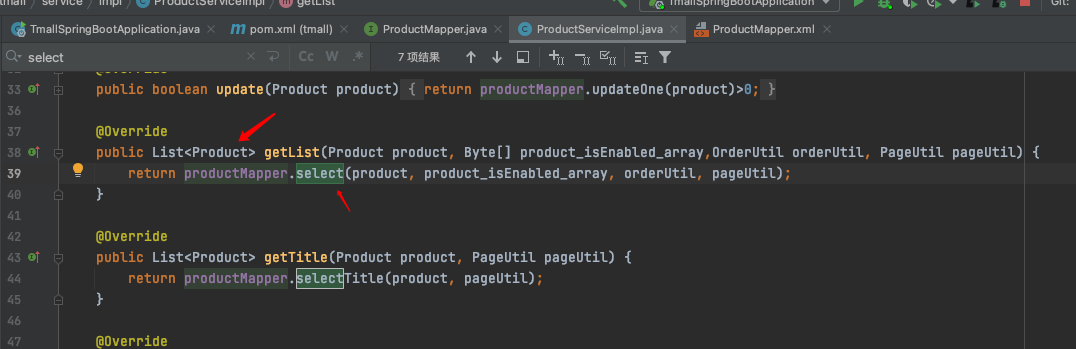 tmall service impl ProductServiceImpl getList TmallSpringBootApplication Git:
TmallSpringBootApplication.java pom.xml (tmall) ProductMapper.java ProductServiceImpl.java ProductMapper.xml
select Cc W .* 7 项结果
@Override
33 public boolean update(Product product) { return productMapper.updateOne(product)>0; }
36
37 @Override
38 public List<Product> getList(Product product, Byte[] product_isEnabled_array,OrderUtil orderUtil, PageUtil pageUtil) {
39 return productMapper.select(product, product_isEnabled_array, orderUtil, pageUtil);
40 }
41
42 @Override
43 public List<Product> getTitle(Product product, PageUtil pageUtil) {
44 return productMapper.selectTitle(product, pageUtil);
45 }
46
47 @Override